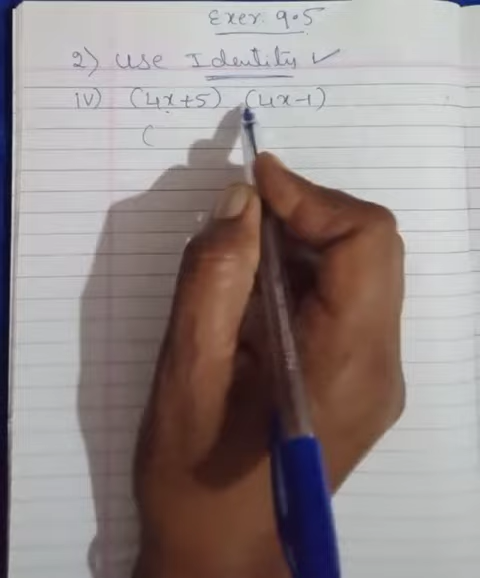 Exer. 9.5
2) Use Identity ✓
iv) (4x+5) (4x-1)
(